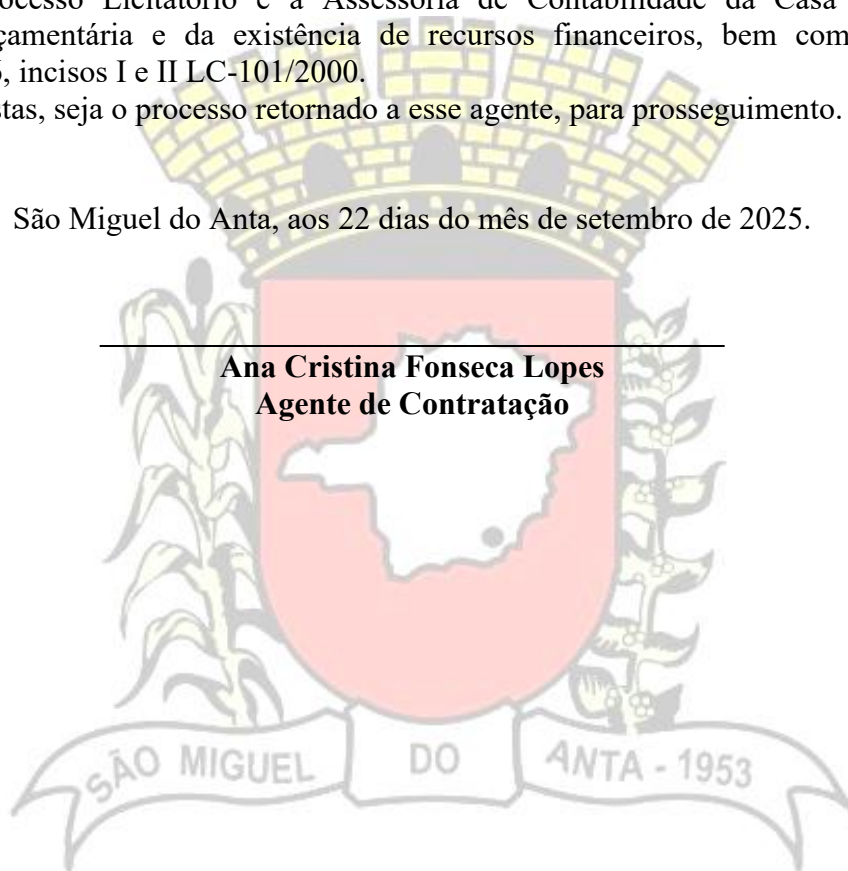 ocesso Licitatório e à Assessoria de Contabilidade da Casa
çamentária e da existência de recursos financeiros, bem com
, incisos I e II LC-101/2000.
stas, seja o processo retornado a esse agente, para prosseguimento.
São Miguel do Anta, aos 22 dias do mês de setembro de 2025.
Ana Cristina Fonseca Lopes
Agente de Contratação
SÃO MIGUEL DO ANTA - 1953